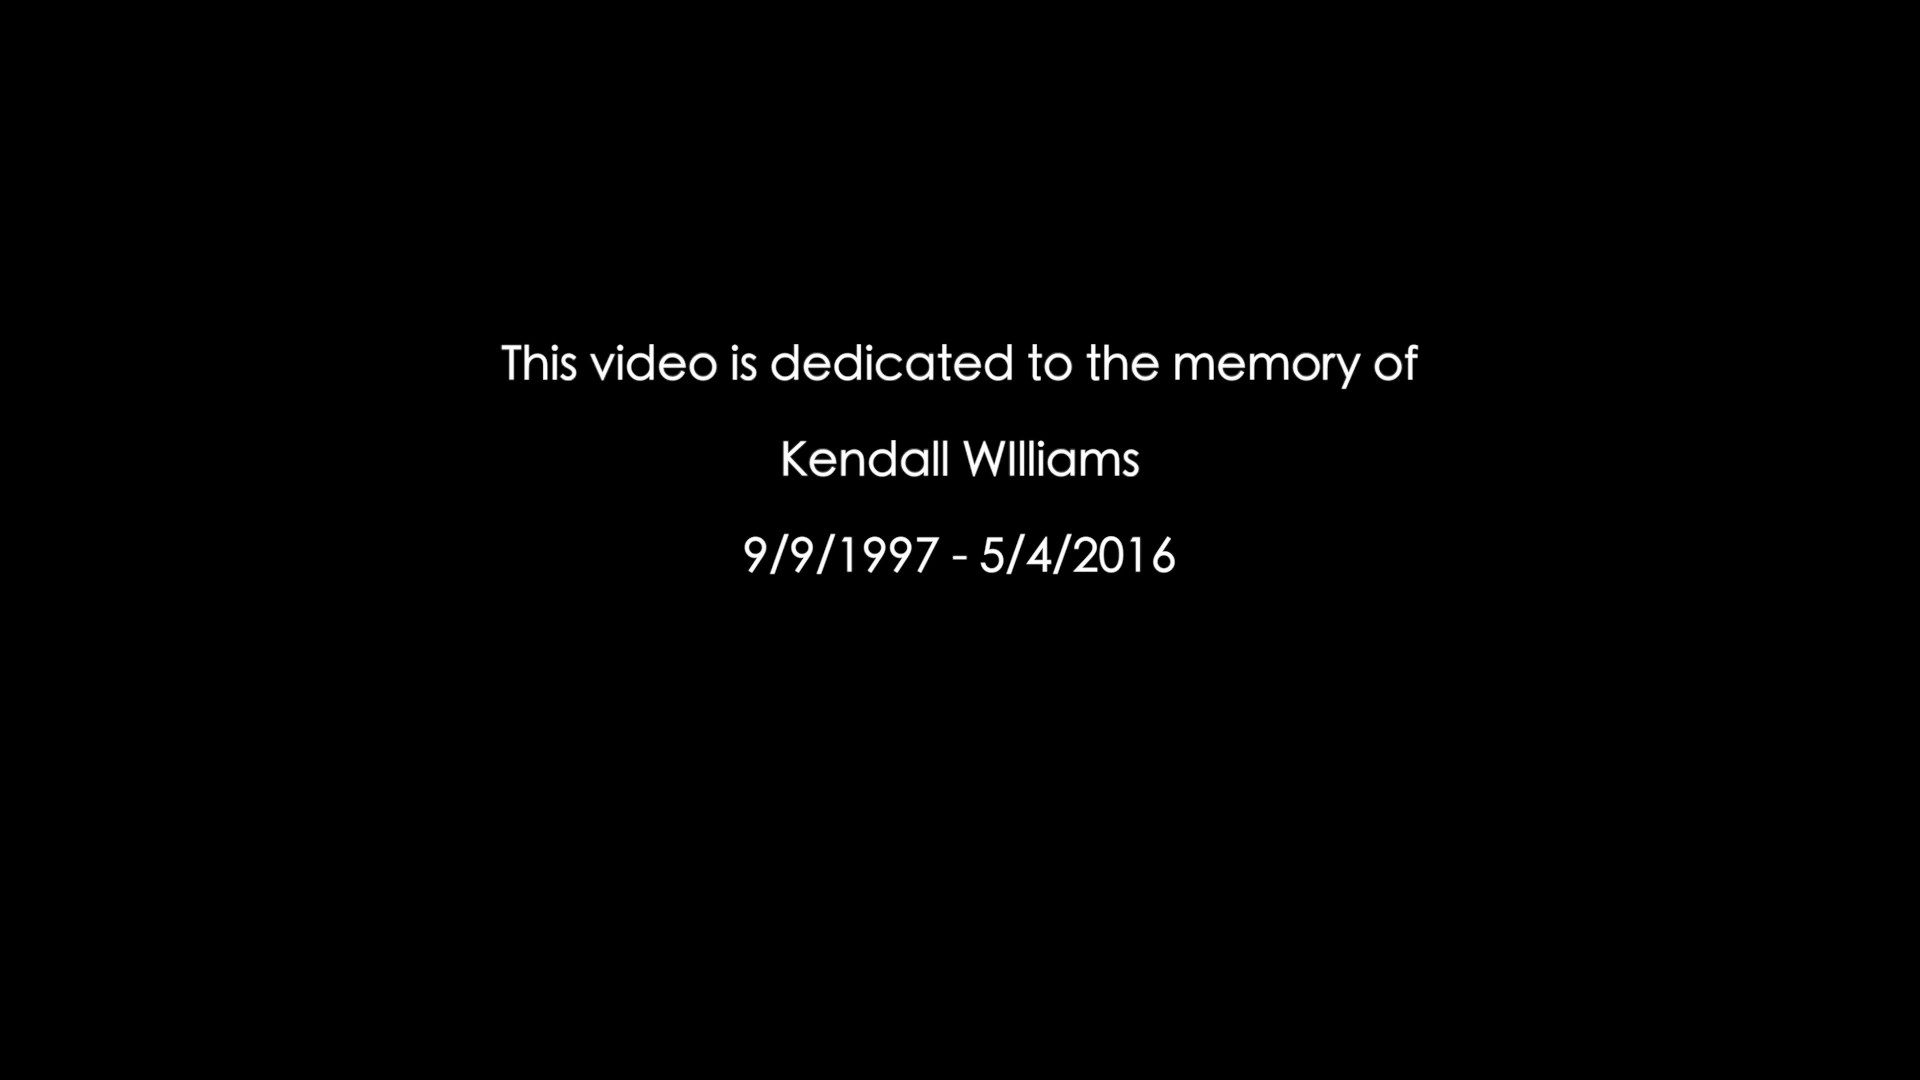 This video is dedicated to the memory of
Kendall WIlliams
9/9/1997 - 5/4/2016